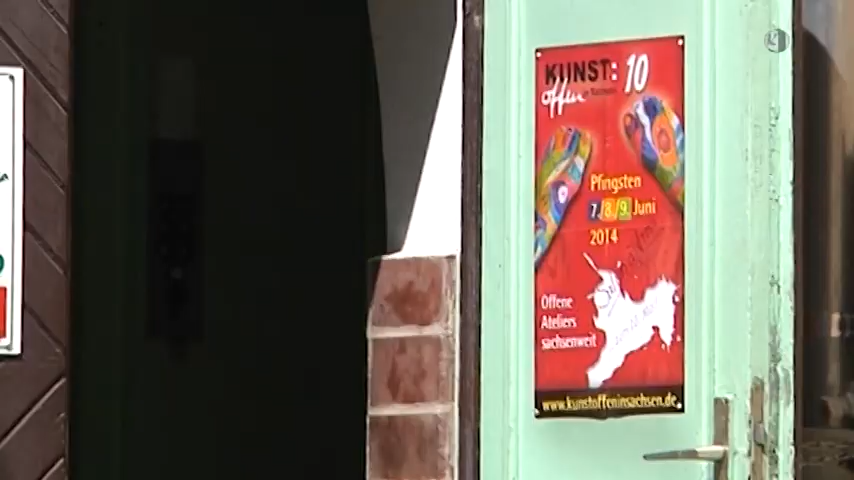 KUNST: 10
offen
Pfingsten
7./8./9. Juni
2014
Offene
Ateliers
sachsenweit
www.kunstoffeninsachsen.de